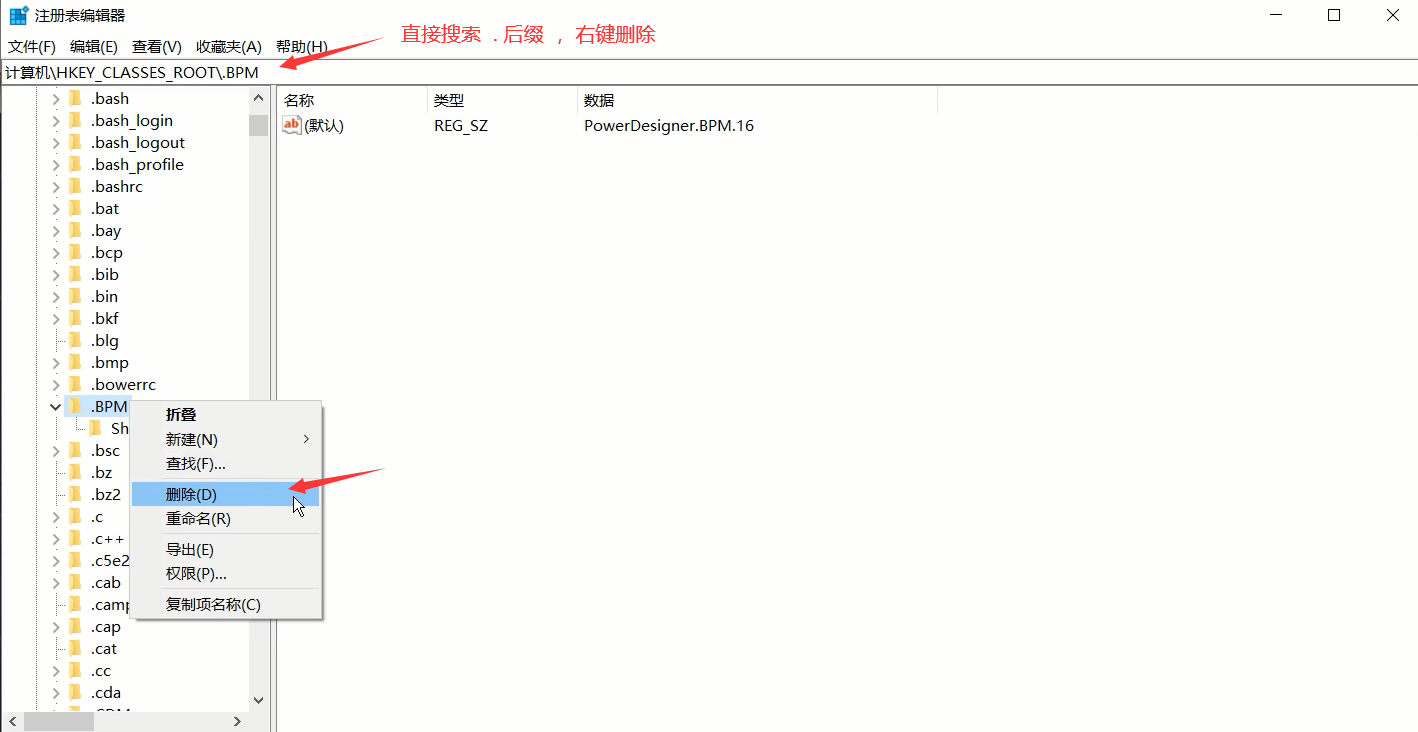 注册表编辑器
文件(F) 编辑(E) 查看(V) 收藏夹(A) 帮助(H)
直接搜索 . 后缀 ，右键删除
计算机\HKEY_CLASSES_ROOT\.BPM
名称 类型 数据
ab (默认) REG_SZ PowerDesigner.BPM.16
.bash
.bash_login
.bash_logout
.bash_profile
.bashrc
.bat
.bay
.bcp
.bib
.bin
.bkf
.blg
.bmp
.bowerrc
.BPM
Sh
.bsc
.bz
.bz2
.c
.c++
.c5e2
.cab
.camp
.cap
.cat
.cc
.cda
折叠
新建(N)
查找(F)...
删除(D)
重命名(R)
导出(E)
权限(P)...
复制项名称(C)